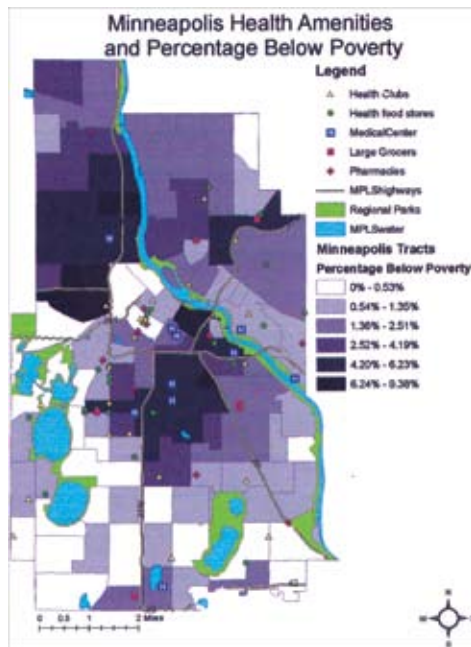 Minneapolis Health Amenities
and Percentage Below Poverty
Legend
Health Clubs
Health food stores
MedicalCenter
Large Grocers
Pharmacies
MPLShighways
Regional Parks
MPLSwater
Minneapolis Tracts
Percentage Below Poverty
0% - 0.53%
0.54% - 1.35%
1.36% - 2.51%
2.52% - 4.19%
4.20% - 6.23%
6.24% - 9.38%
0 0.5 1 2 Miles
N